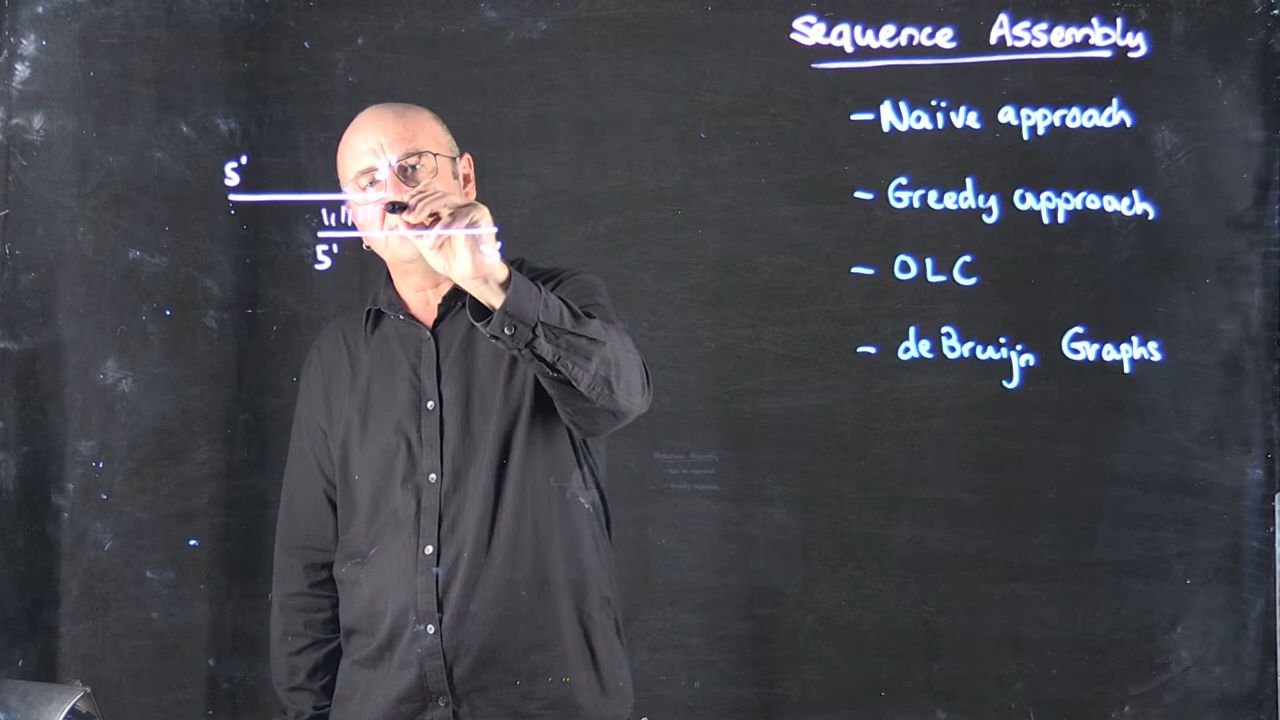 Sequence Assembly
- Naïve approach
- Greedy approach
- OLC
- deBruijn Graphs
5'
5'